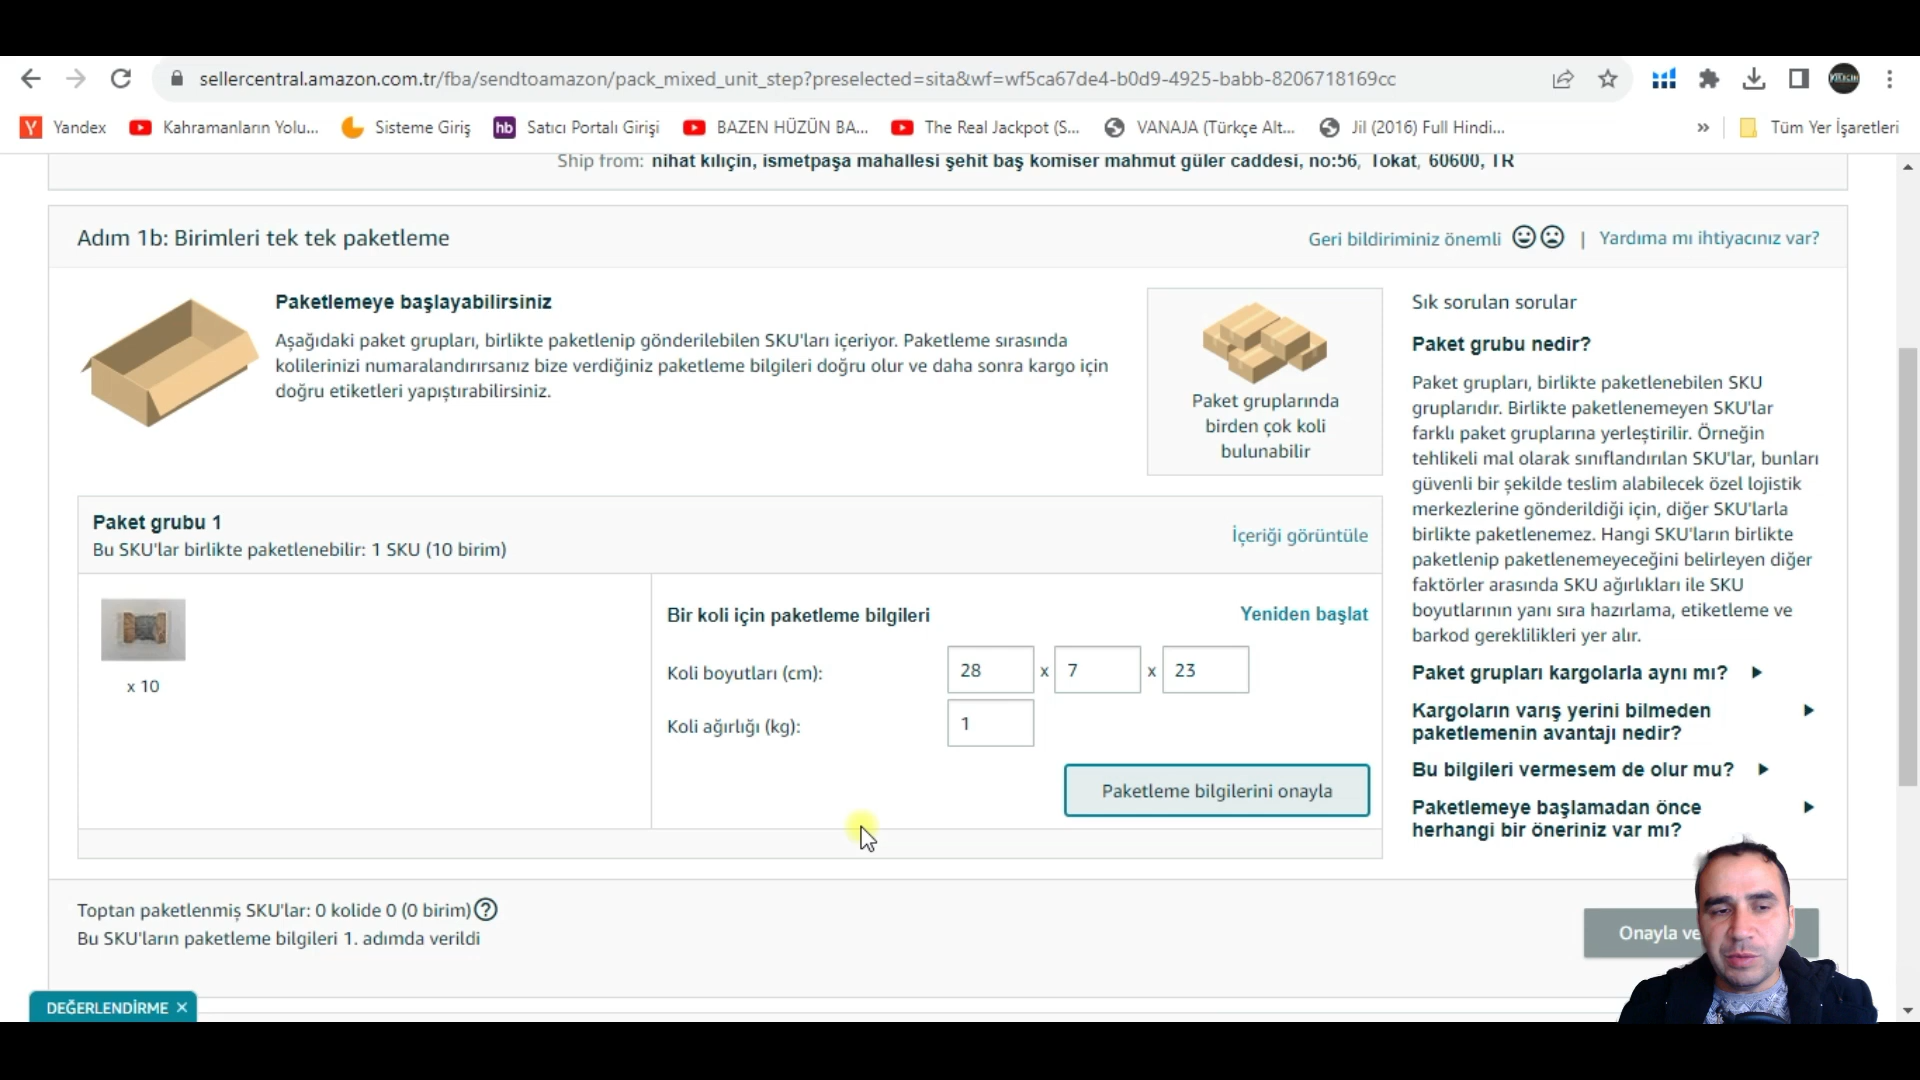 sellercentral.amazon.com.tr/fba/sendtoamazon/pack_mixed_unit_step?preselected=sita&wf=wf5ca67de4-b0d9-4925-babb-8206718169cc
Yandex Kahramanların Yolu... Sisteme Giriş hb Satıcı Portalı Girişi BAZEN HÜZÜN BA... The Real Jackpot (S... VANAJA (Türkçe Alt... Jil (2016) Full Hindi... » Tüm Yer İşaretleri
Ship from: nihat kılıçin, ismetpaşa mahallesi şehit baş komiser mahmut güler caddesi, no:56, Tokat, 60600, TR
Adım 1b: Birimleri tek tek paketleme
Geri bildiriminiz önemli | Yardıma mı ihtiyacınız var?
Paketlemeye başlayabilirsiniz
Aşağıdaki paket grupları, birlikte paketlenip gönderilebilen SKU'ları içeriyor. Paketleme sırasında
kolilerinizi numaralandırırsanız bize verdiğiniz paketleme bilgileri doğru olur ve daha sonra kargo için
doğru etiketleri yapıştırabilirsiniz.
Paket gruplarında
birden çok koli
bulunabilir
Paket grubu 1
Bu SKU'lar birlikte paketlenebilir: 1 SKU (10 birim)
İçeriği görüntüle
x 10
Bir koli için paketleme bilgileri
Yeniden başlat
Koli boyutları (cm): 28 x 7 x 23
Koli ağırlığı (kg): 1
Paketleme bilgilerini onayla
Sık sorulan sorular
Paket grubu nedir?
Paket grupları, birlikte paketlenebilen SKU
gruplarıdır. Birlikte paketlenemeyen SKU'lar
farklı paket gruplarına yerleştirilir. Örneğin
tehlikeli mal olarak sınıflandırılan SKU'lar, bunları
güvenli bir şekilde teslim alabilecek özel lojistik
merkezlerine gönderildiği için, diğer SKU'larla
birlikte paketlenemez. Hangi SKU'ların birlikte
paketlenip paketlenemeyeceğini belirleyen diğer
faktörler arasında SKU ağırlıkları ile SKU
boyutlarının yanı sıra hazırlama, etiketleme ve
barkod gereklilikleri yer alır.
Paket grupları kargolarla aynı mı?
Kargoların varış yerini bilmeden
paketlemenin avantajı nedir?
Bu bilgileri vermesem de olur mu?
Paketlemeye başlamadan önce
herhangi bir öneriniz var mı?
Toptan paketlenmiş SKU'lar: 0 kolide 0 (0 birim)
Bu SKU'ların paketleme bilgileri 1. adımda verildi
Onayla ve
DEĞERLENDİRME ×